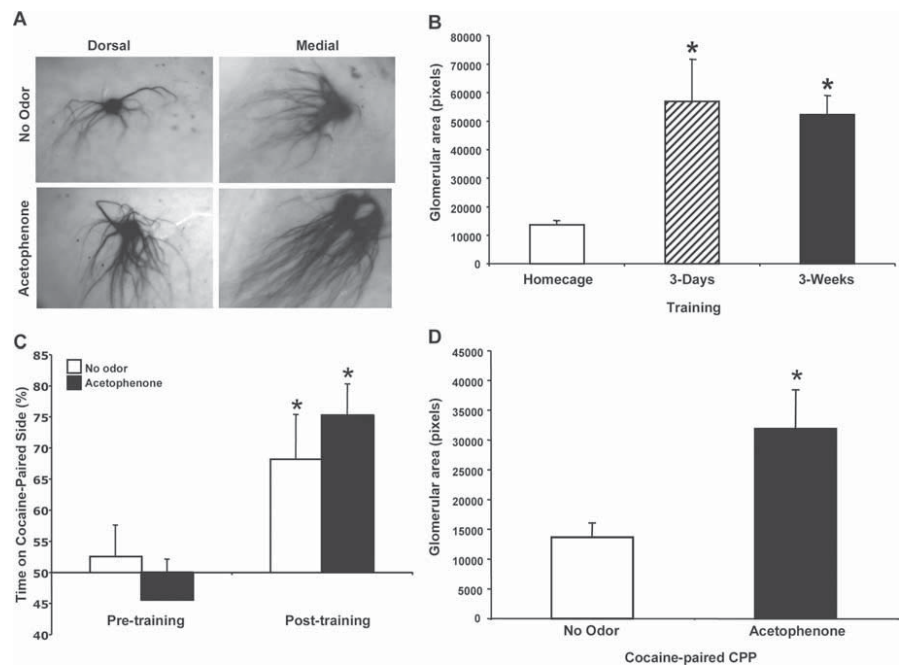 A
Dorsal
Medial
No Odor
Acetophenone
B
Glomerular area (pixels)
80000
70000
60000
50000
40000
30000
20000
10000
0
*
*
Homecage
3-Days
3-Weeks
Training
C
Time on Cocaine-Paired Side (%)
85
80
75
70
65
60
55
50
45
40
No odor
Acetophenone
*
*
Pre-training
Post-training
D
Glomerular area (pixels)
45000
40000
35000
30000
25000
20000
15000
10000
5000
0
*
No Odor
Acetophenone
Cocaine-paired CPP